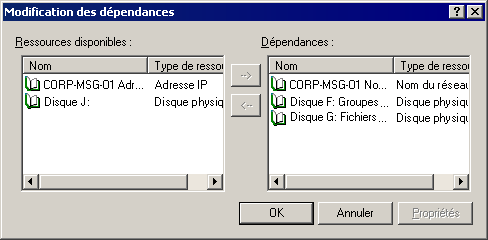 Modification des dépendances
Ressources disponibles :
Dépendances :
Nom Type de ressou
CORP-MSG-01 Adr... Adresse IP
Disque J: Disque physiq
--> 
<--
Nom Type de ressou
CORP-MSG-01 No... Nom du réseau
Disque F: Groupes ... Disque physiqu
Disque G: Fichiers ... Disque physiqu
OK Annuler Propriétés